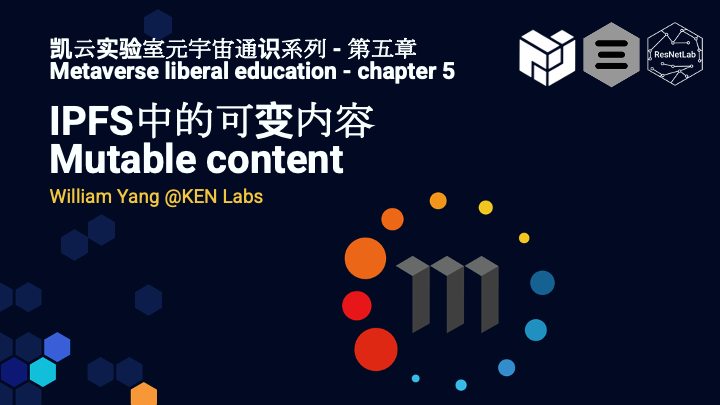 凯云实验室元宇宙通识系列 - 第五章
Metaverse liberal education - chapter 5
ResNetLab
IPFS中的可变内容
Mutable content
William Yang @KEN Labs